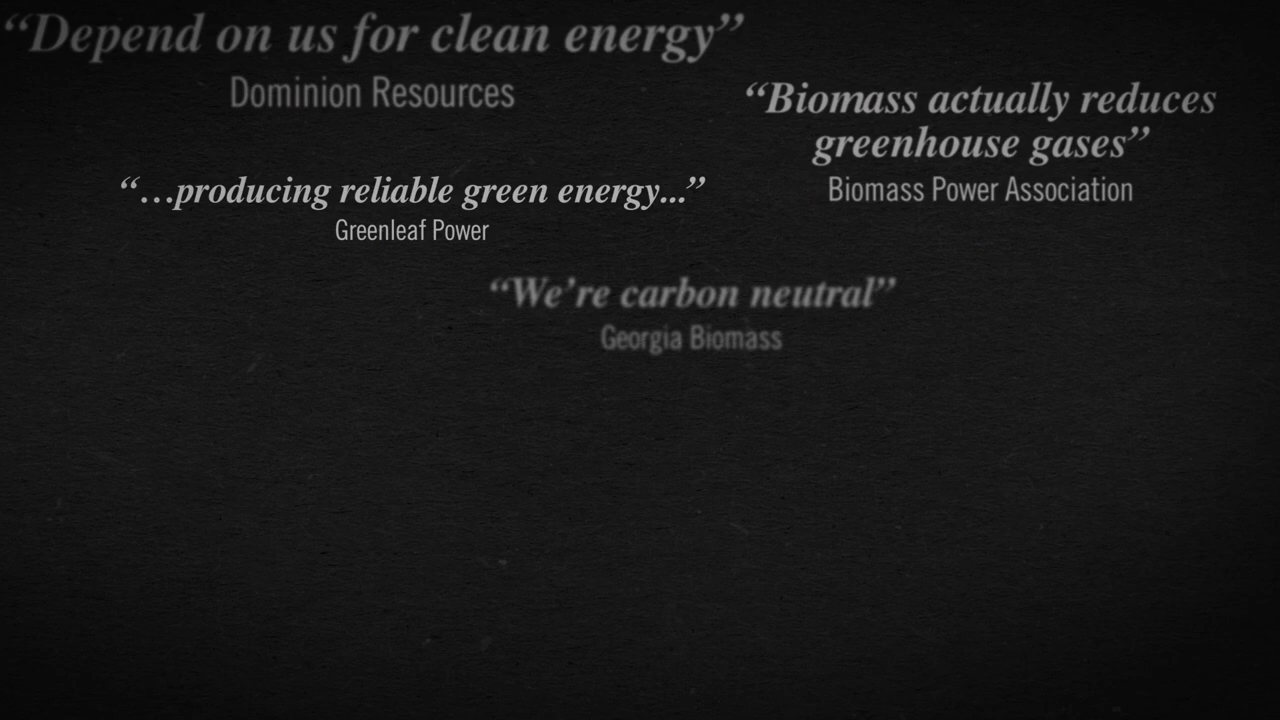 “Depend on us for clean energy”
Dominion Resources
“Biomass actually reduces
greenhouse gases”
Biomass Power Association
“…producing reliable green energy...”
Greenleaf Power
“We’re carbon neutral”
Georgia Biomass